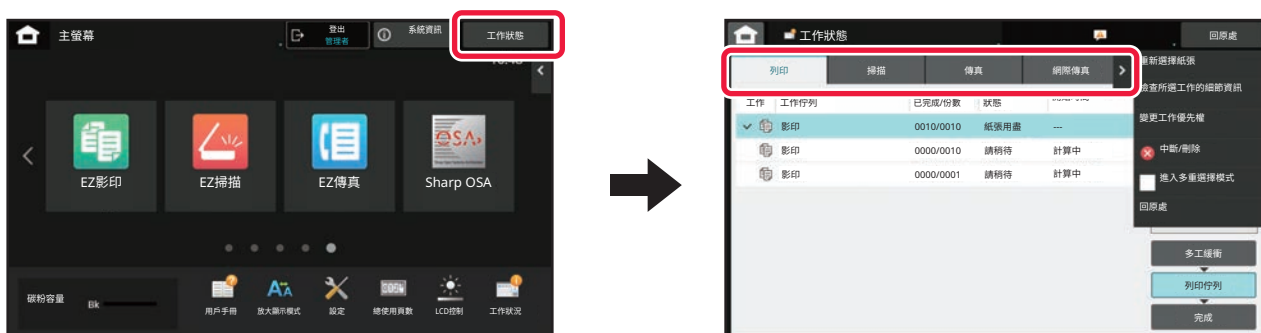 主螢幕
登出
管理者
系統資訊
工作狀態
EZ影印
EZ掃描
EZ傳真
OSA
Sharp OSA
碳粉容量
Bk
用戶手冊
放大顯示模式
設定
總使用頁數
LCD控制
工作狀況
工作狀態
回原處
列印
掃描
傳真
網際傳真
重新選擇紙張
檢查所選工作的細節資訊
工作 工作佇列 已完成/份數 狀態
變更工作優先權
影印 0010/0010 紙張用盡 ---
中斷/刪除
影印 0000/0010 請稍待 計算中
進入多重選擇模式
影印 0000/0001 請稍待 計算中
回原處
多工緩衝
列印佇列
完成